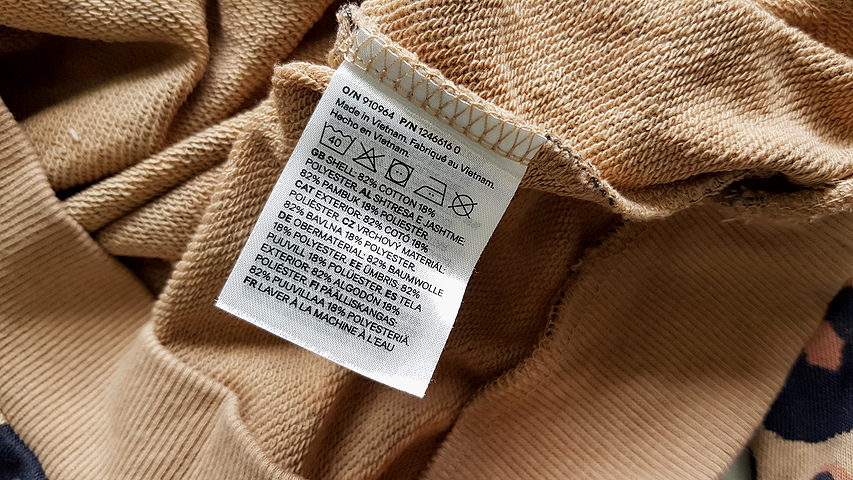 O/N 910964 P/N 1246616 0
Made in Vietnam. Fabriqué au Vietnam.
Hecho en Vietnam.
40
GB SHELL: 82% COTTON 18%
POLYESTER. AL SHTRESA E JASHTME:
82% PAMBUK 18% POLIESTER.
CAT EXTERIOR: 82% COTÓ 18%
POLIÈSTER. CZ VRCHOVÝ MATERIÁL:
82% BAVLNA 18% POLYESTER.
DE OBERMATERIAL: 82% BAUMWOLLE
18% POLYESTER. EE ÜMBRIS: 82%
PUUVILL 18% POLÜESTER. ES TELA
EXTERIOR: 82% ALGODÓN 18%
POLIÉSTER. FI PÄÄLLISKANGAS:
82% PUUVILLAA 18% POLYESTERIÄ.
FR LAVER À LA MACHINE À L'EAU